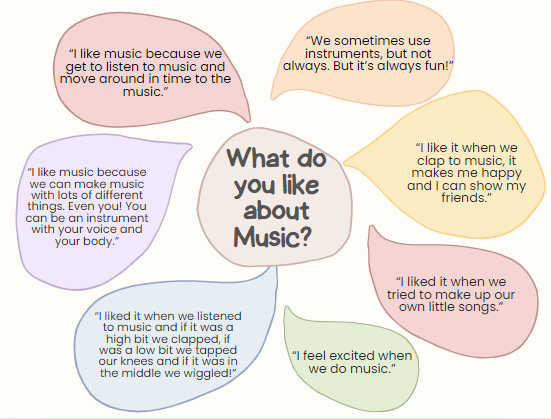 “I like music because we
get to listen to music and
move around in time to the
music.”
“We sometimes use
instruments, but not
always. But it’s always fun!”
“I like music because
we can make music
with lots of different
things. Even you! You
can be an instrument
with your voice and
your body.”
What do
you like
about
Music?
“I like it when we
clap to music, it
makes me happy
and I can show my
friends.”
“I liked it when we
tried to make up our
own little songs.”
“I liked it when we listened
to music and if it was a
high bit we clapped, if
was a low bit we tapped
our knees and if it was in
the middle we wiggled!”
“I feel excited when
we do music.”